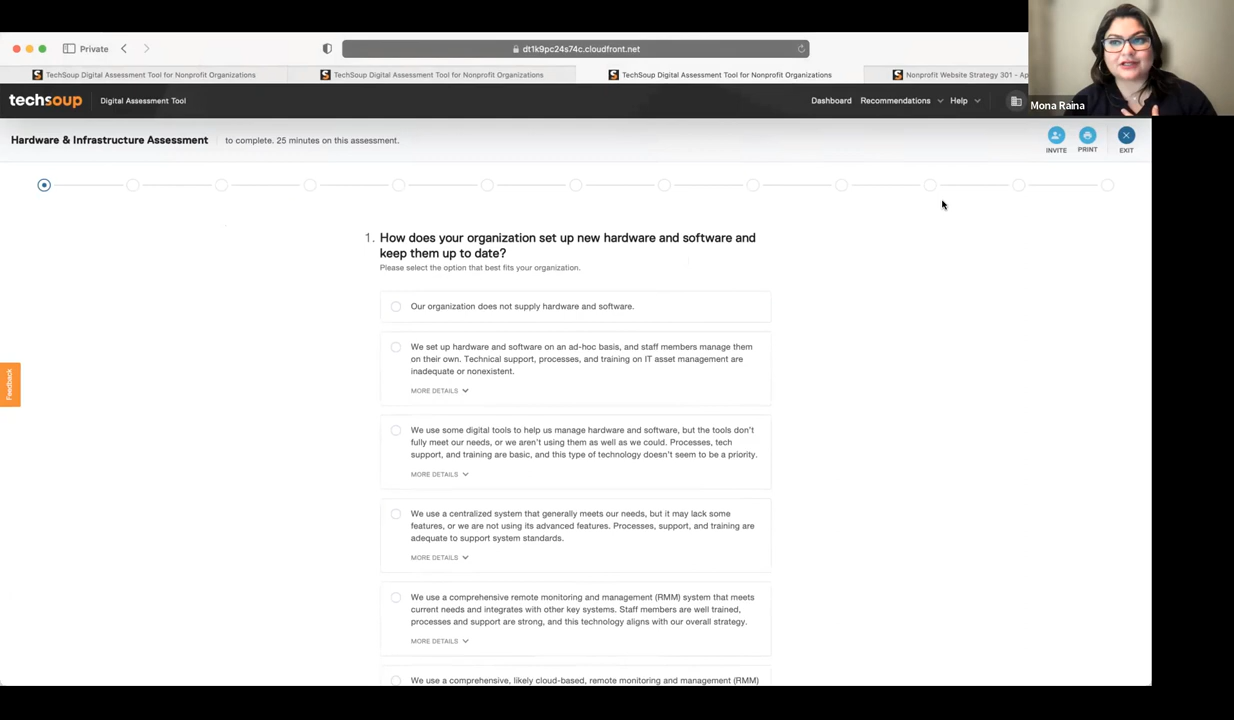 Private
dt1k9pc24s74c.cloudfront.net
TechSoup Digital Assessment Tool for Nonprofit Organizations
TechSoup Digital Assessment Tool for Nonprofit Organizations
TechSoup Digital Assessment Tool for Nonprofit Organizations
Nonprofit Website Strategy 301 - Ap
techsoup
Digital Assessment Tool
Dashboard
Recommendations
Help
Mona Raina
Hardware & Infrastructure Assessment
to complete. 25 minutes on this assessment.
INVITE
PRINT
EXIT
1. How does your organization set up new hardware and software and
keep them up to date?
Please select the option that best fits your organization.
Our organization does not supply hardware and software.
We set up hardware and software on an ad-hoc basis, and staff members manage them
on their own. Technical support, processes, and training on IT asset management are
inadequate or nonexistent.
MORE DETAILS
We use some digital tools to help us manage hardware and software, but the tools don't
fully meet our needs, or we aren't using them as well as we could. Processes, tech
support, and training are basic, and this type of technology doesn't seem to be a priority.
MORE DETAILS
We use a centralized system that generally meets our needs, but it may lack some
features, or we are not using its advanced features. Processes, support, and training are
adequate to support system standards.
MORE DETAILS
We use a comprehensive remote monitoring and management (RMM) system that meets
current needs and integrates with other key systems. Staff members are well trained,
processes and support are strong, and this technology aligns with our overall strategy.
MORE DETAILS
We use a comprehensive, likely cloud-based, remote monitoring and management (RMM)
Feedback